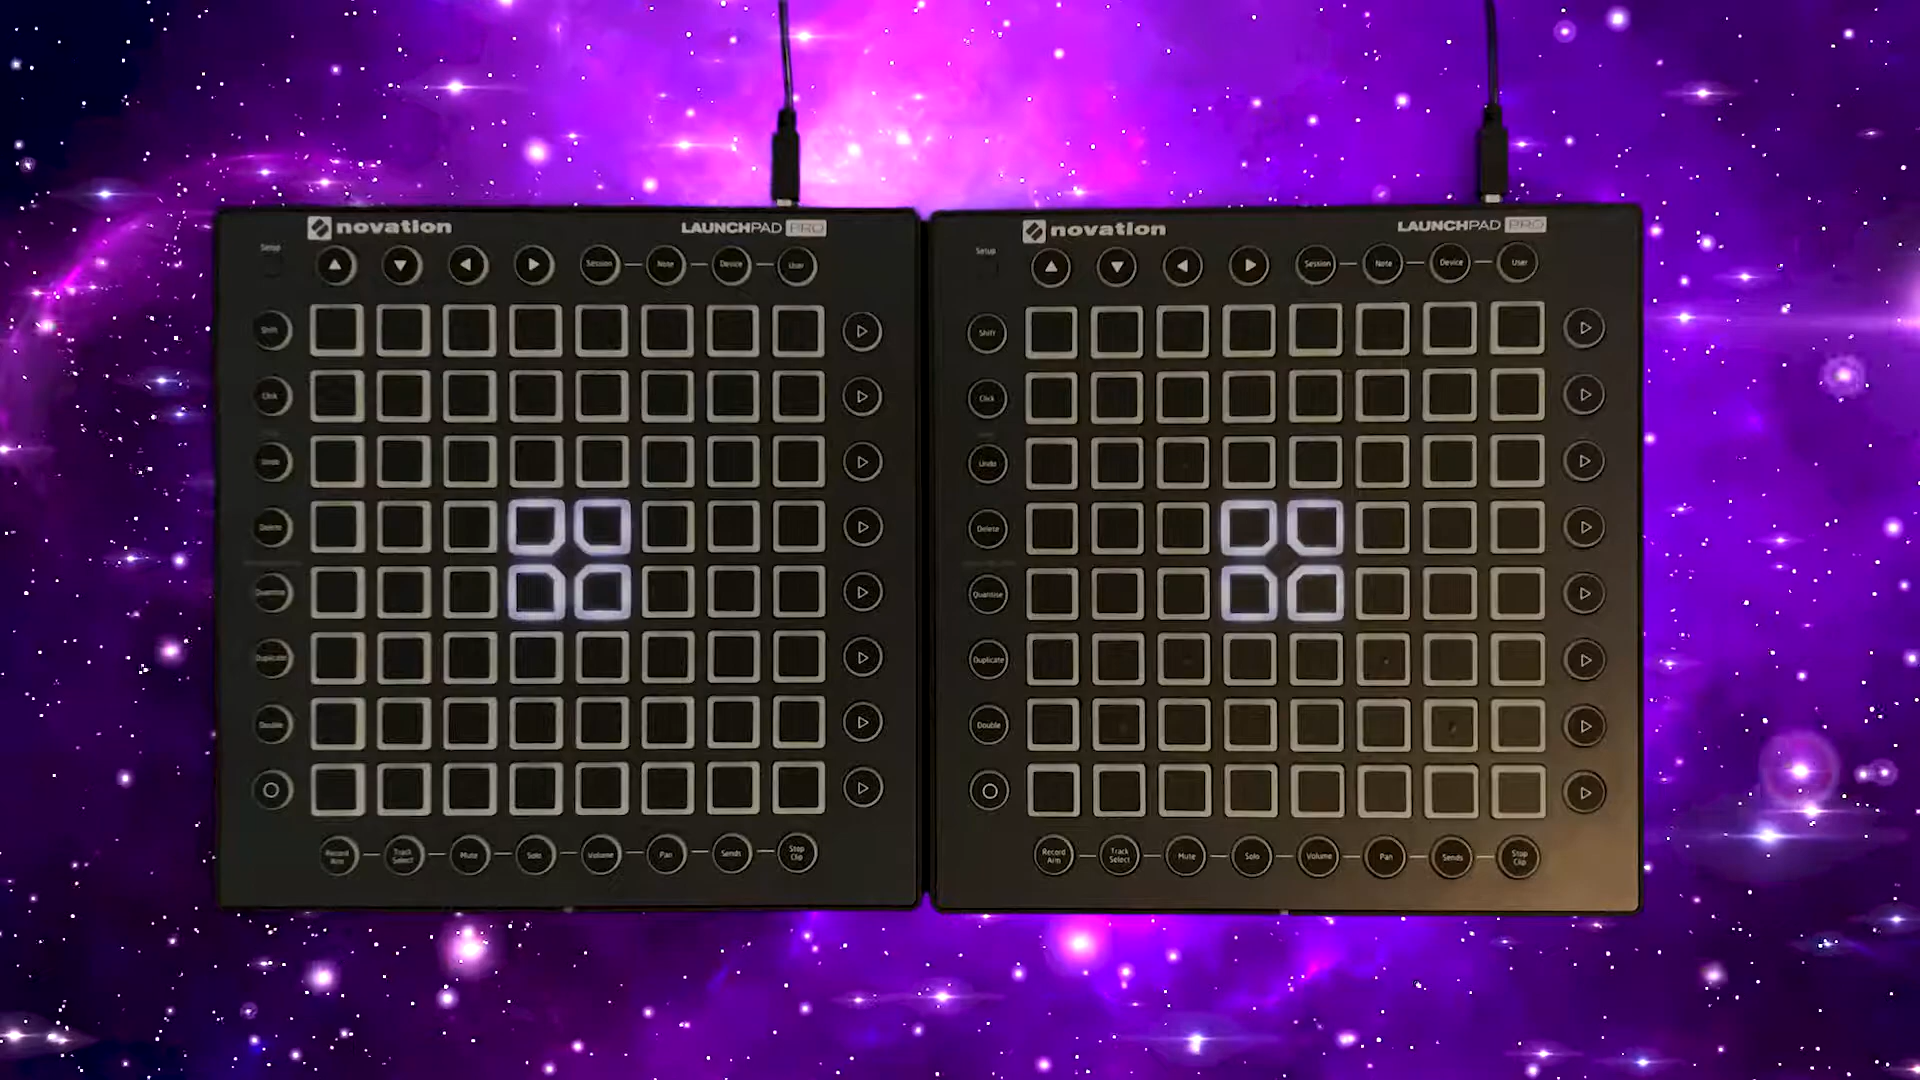 novation
LAUNCHPAD PRO
Setup
Session
Note
Device
User
Shift
Click
Undo
Delete
Quantise
Duplicate
Double
Record Arm
Track Select
Mute
Solo
Volume
Pan
Sends
Stop Clip
novation
LAUNCHPAD PRO
Setup
Session
Note
Device
User
Shift
Click
Undo
Delete
Quantise
Duplicate
Double
Record Arm
Track Select
Mute
Solo
Volume
Pan
Sends
Stop Clip